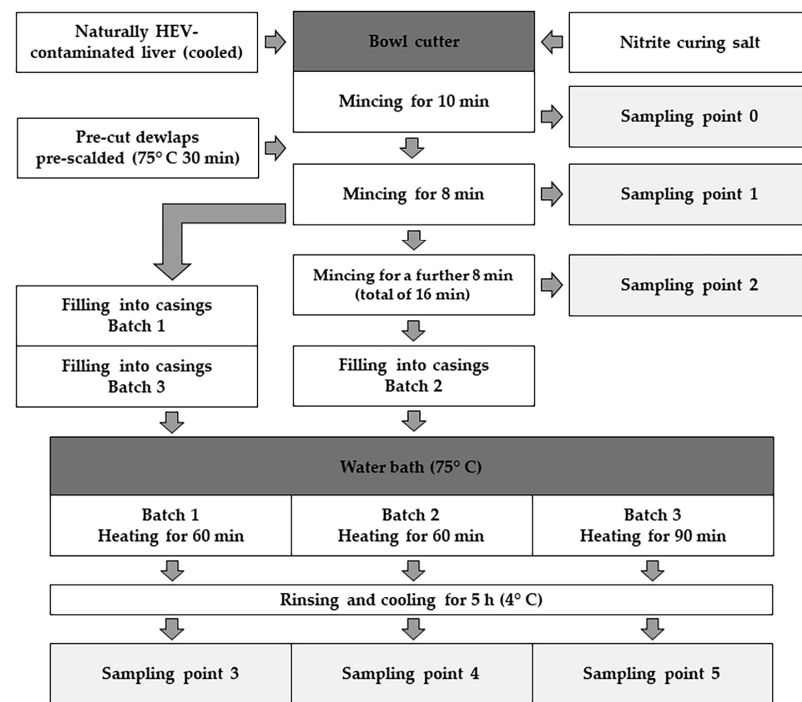 Naturally HEV-
contaminated liver (cooled)
Bowl cutter
Nitrite curing salt
Mincing for 10 min
Sampling point 0
Pre-cut dewlaps
pre-scalded (75° C 30 min)
Mincing for 8 min
Sampling point 1
Mincing for a further 8 min
(total of 16 min)
Sampling point 2
Filling into casings
Batch 1
Filling into casings
Batch 3
Filling into casings
Batch 2
Water bath (75° C)
Batch 1
Heating for 60 min
Batch 2
Heating for 60 min
Batch 3
Heating for 90 min
Rinsing and cooling for 5 h (4° C)
Sampling point 3
Sampling point 4
Sampling point 5